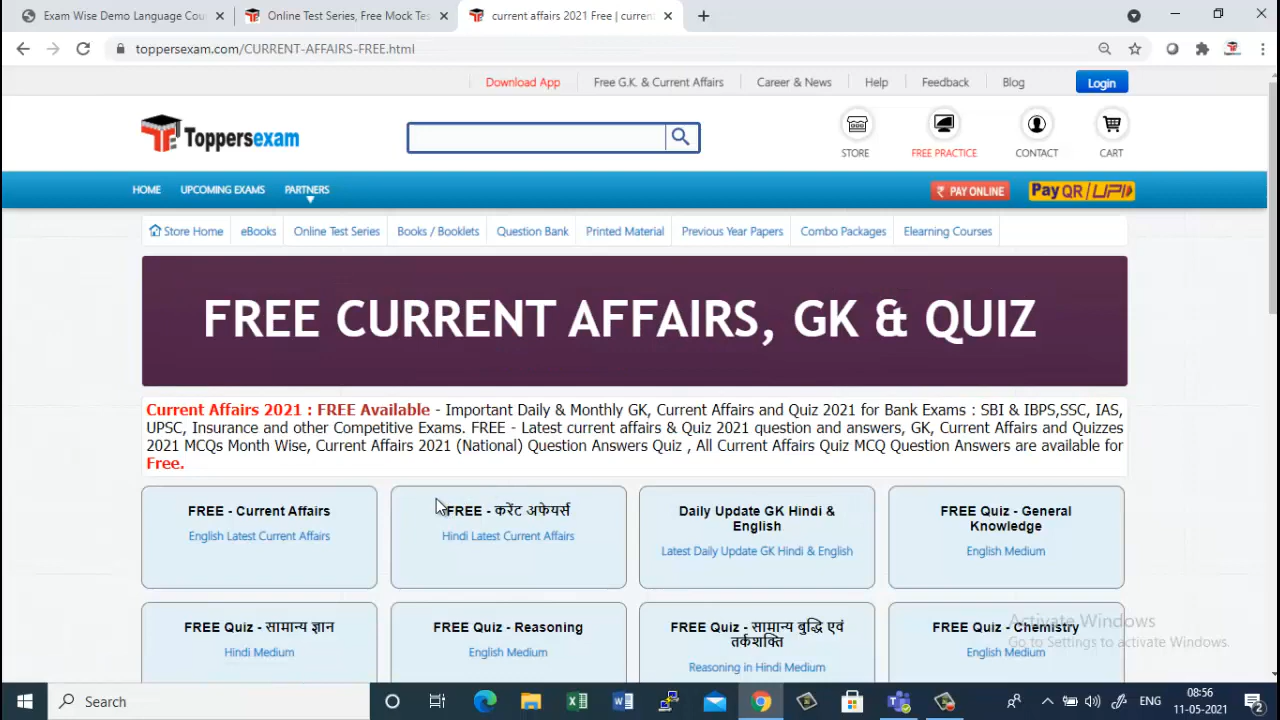 Exam Wise Demo Language Cou
Online Test Series, Free Mock Tes
current affairs 2021 Free | curren
toppersexam.com/CURRENT-AFFAIRS-FREE.html
Download App
Free G.K. & Current Affairs
Career & News
Help
Feedback
Blog
Login
Toppersexam
STORE
FREE PRACTICE
CONTACT
CART
HOME
UPCOMING EXAMS
PARTNERS
₹ PAY ONLINE
Pay QR / UPI
Store Home
eBooks
Online Test Series
Books / Booklets
Question Bank
Printed Material
Previous Year Papers
Combo Packages
Elearning Courses
FREE CURRENT AFFAIRS, GK & QUIZ
Current Affairs 2021 : FREE Available - Important Daily & Monthly GK, Current Affairs and Quiz 2021 for Bank Exams : SBI & IBPS,SSC, IAS,
UPSC, Insurance and other Competitive Exams. FREE - Latest current affairs & Quiz 2021 question and answers, GK, Current Affairs and Quizzes
2021 MCQs Month Wise, Current Affairs 2021 (National) Question Answers Quiz , All Current Affairs Quiz MCQ Question Answers are available for
Free.
FREE - Current Affairs
English Latest Current Affairs
FREE - करेंट अफेयर्स
Hindi Latest Current Affairs
Daily Update GK Hindi &
English
Latest Daily Update GK Hindi & English
FREE Quiz - General
Knowledge
English Medium
FREE Quiz - सामान्य ज्ञान
Hindi Medium
FREE Quiz - Reasoning
English Medium
FREE Quiz - सामान्य बुद्धि एवं
तर्कशक्ति
Reasoning in Hindi Medium
FREE Quiz - Chemistry
English Medium
Activate Windows
Go to Settings to activate Windows.
Search
ENG
08:56
11-05-2021
2